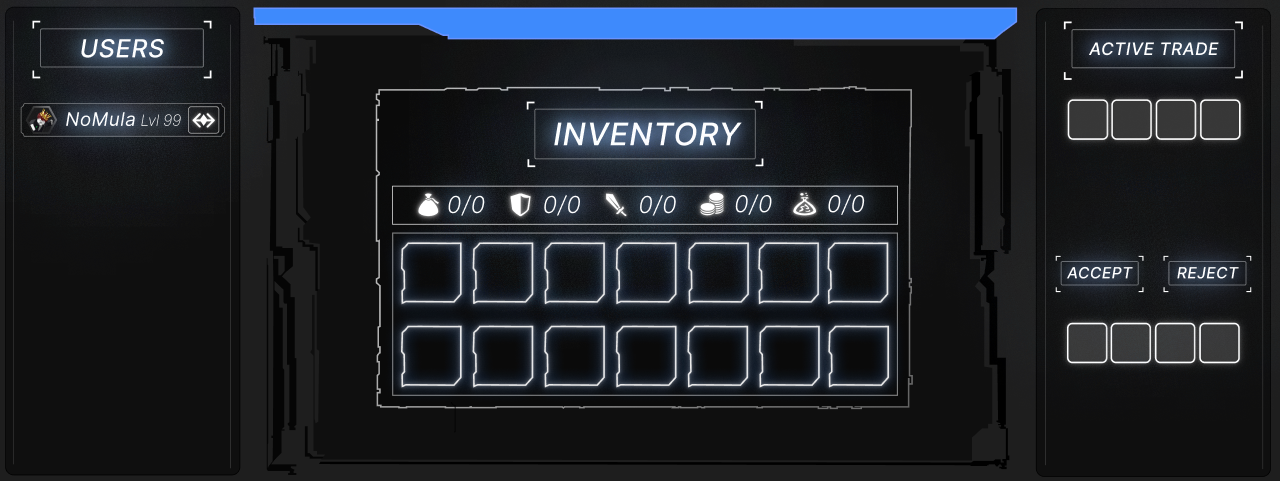 USERS
NoMula Lvl 99
INVENTORY
0/0 0/0 0/0 0/0 0/0
ACTIVE TRADE
ACCEPT REJECT